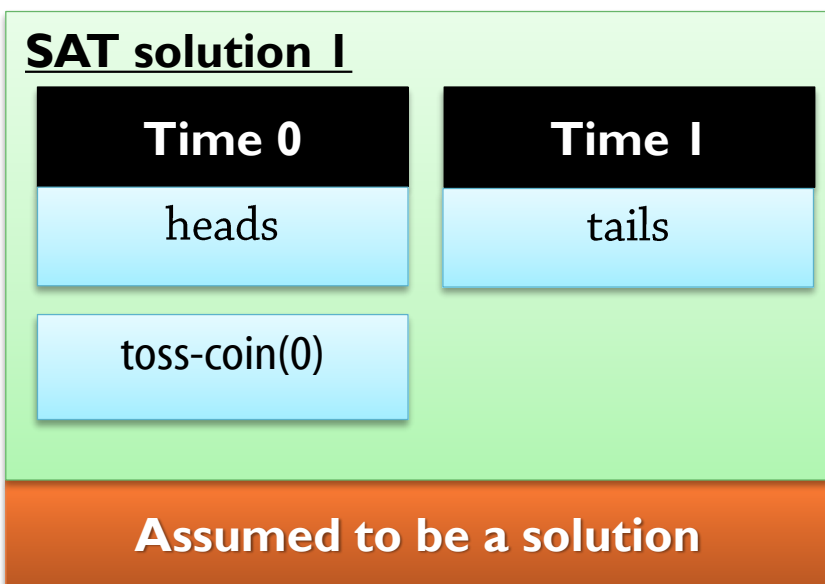 SAT solution 1
Time 0
Time 1
heads
tails
toss-coin(0)
Assumed to be a solution